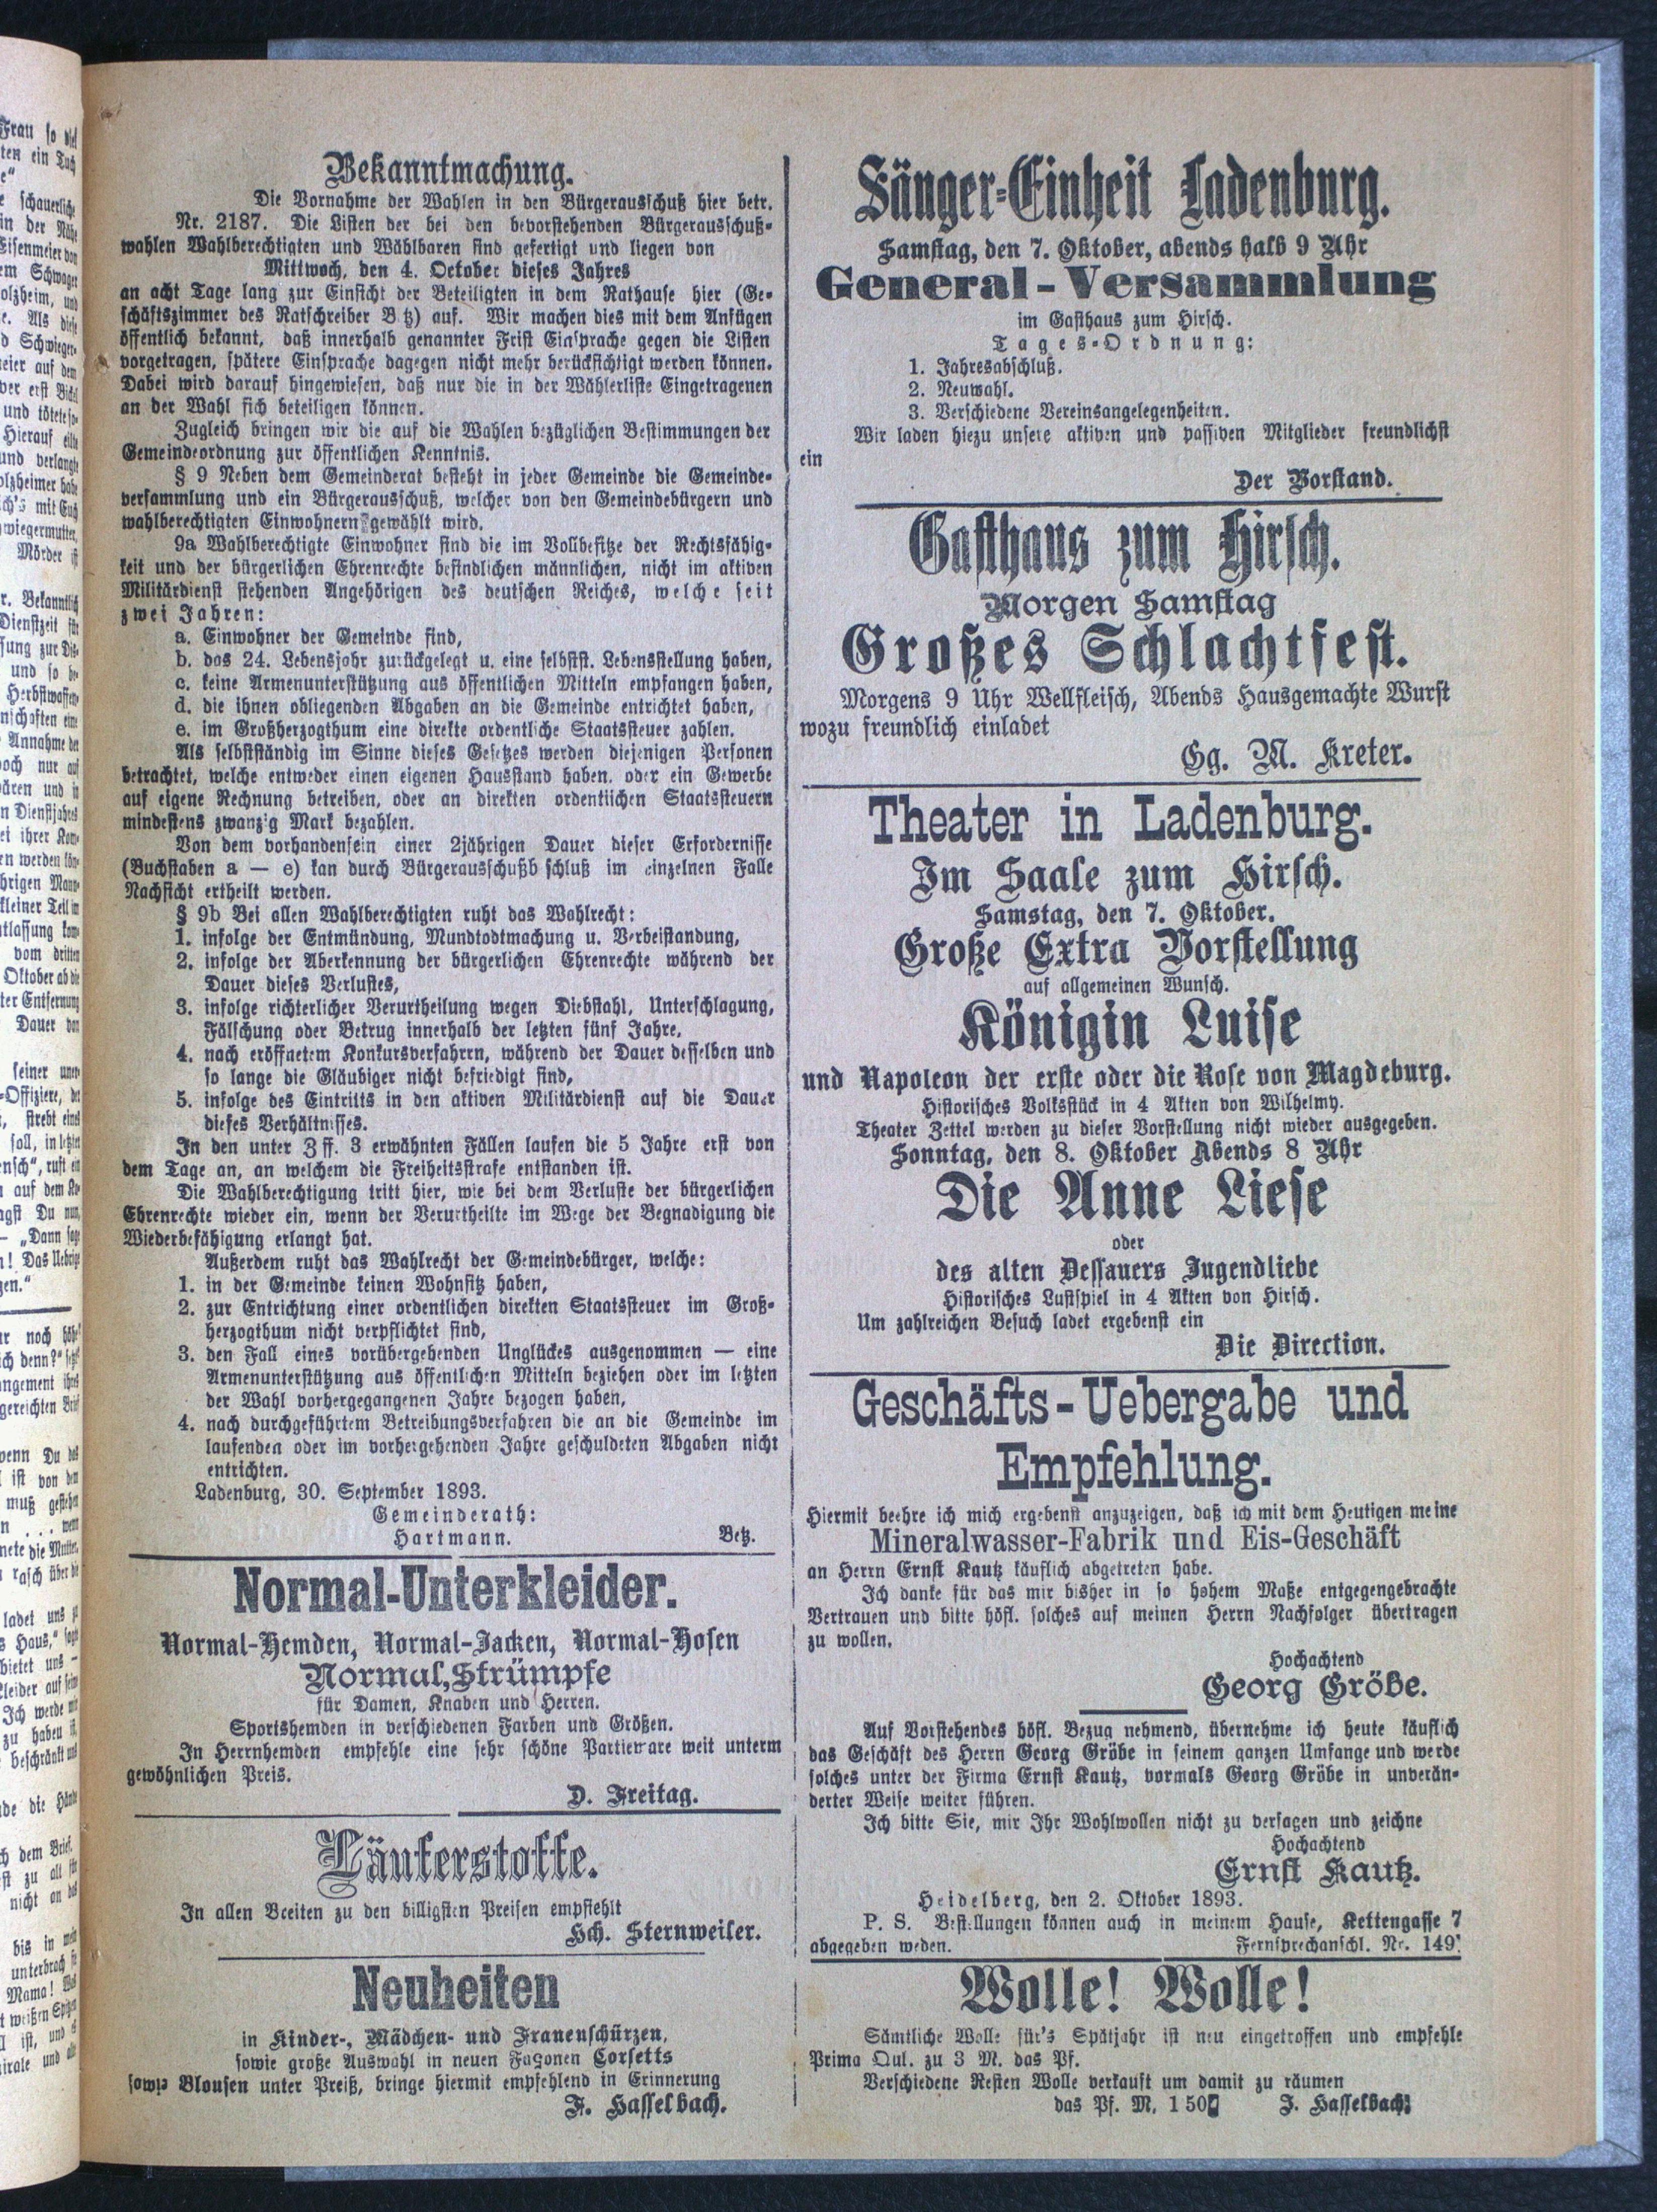 Bekanntmachung.
Die Vornahme der Wahlen in den Bürgerausschuß hier betr.
Nr. 2187. Die Listen der bei den bevorstehenden Bürgerausschuß-
wahlen Wahlberechtigten und Wählbaren sind gefertigt und liegen von
Mittwoch, den 4. October dieses Jahres
an acht Tage lang zur Einsicht der Beteiligten in dem Rathause hier (Ge-
schäftszimmer des Ratschreiber B tz) auf. Wir machen dies mit dem Anfügen
öffentlich bekannt, daß innerhalb genannter Frist Einsprache gegen die Listen
vorgetragen, spätere Einsprache dagegen nicht mehr berücksichtigt werden können.
Dabei wird darauf hingewiesen, daß nur die in der Wählerliste Eingetragenen
an der Wahl sich beteiligen können.
Zugleich bringen wir die auf die Wahlen bezüglichen Bestimmungen der
Gemeindeordnung zur öffentlichen Kenntnis.
§ 9 Neben dem Gemeinderat besteht in jeder Gemeinde die Gemeinde-
versammlung und ein Bürgerausschuß, welcher von den Gemeindebürgern und
wahlberechtigten Einwohnern gewählt wird.
9a Wahlberechtigte Einwohner sind die im Vollbesitze der Rechtsfähig-
keit und der bürgerlichen Ehrenrechte befindlichen männlichen, nicht im aktiven
Militärdienst stehenden Angehörigen des deutschen Reiches, welche seit
zwei Jahren:
a. Einwohner der Gemeinde sind,
b. das 24. Lebensjahr zurückgelegt u. eine selbstst. Lebensstellung haben,
c. keine Armenunterstützung aus öffentlichen Mitteln empfangen haben,
d. die ihnen obliegenden Abgaben an die Gemeinde entrichtet haben,
e. im Großherzogthum eine direkte ordentliche Staatssteuer zahlen.
Als selbstständig im Sinne dieses Gesetzes werden diejenigen Personen
betrachtet, welche entweder einen eigenen Hausstand haben, oder ein Gewerbe
auf eigene Rechnung betreiben, oder an direkten ordentlichen Staatssteuern
mindestens zwanzig Mark bezahlen.
Von dem vorhandensein einer 2jährigen Dauer dieser Erfordernisse
(Buchstaben a — e) kan durch Bürgerausschußb schluß im einzelnen Falle
Nachsicht ertheilt werden.
§ 9b Bei allen Wahlberechtigten ruht das Wahlrecht:
1. infolge der Entmündung, Mundtodtmachung u. Verbeistandung,
2. infolge der Aberkennung der bürgerlichen Ehrenrechte während der
Dauer dieses Verlustes,
3. infolge richterlicher Verurtheilung wegen Diebstahl, Unterschlagung,
Fälschung oder Betrug innerhalb der letzten fünf Jahre,
4. nach eröffnetem Konkursverfahrrn, während der Dauer desselben und
so lange die Gläubiger nicht befriedigt sind,
5. infolge des Eintritts in den aktiven Militärdienst auf die Dauer
dieses Verhältnisses.
In den unter Z ff. 3 erwähnten Fällen laufen die 5 Jahre erst von
dem Tage an, an welchem die Freiheitsstrafe entstanden ist.
Die Wahlberechtigung tritt hier, wie bei dem Verluste der bürgerlichen
Ehrenrechte wieder ein, wenn der Verurtheilte im Wege der Begnadigung die
Wiederbefähigung erlangt hat.
Außerdem ruht das Wahlrecht der Gemeindebürger, welche:
1. in der Gemeinde keinen Wohnsitz haben,
2. zur Entrichtung einer ordentlichen direkten Staatssteuer im Groß-
herzogthum nicht verpflichtet sind,
3. den Fall eines vorübergehenden Unglückes ausgenommen — eine
Armenunterstützung aus öffentlichen Mitteln beziehen oder im letzten
der Wahl vorhergegangenen Jahre bezogen haben,
4. nach durchgeführtem Betreibungsverfahren die an die Gemeinde im
laufenden oder im vorhergehenden Jahre geschuldeten Abgaben nicht
entrichten.
Ladenburg, 30. September 1893.
Gemeinderath:
Hartmann. Betz.
Normal-Unterkleider.
Normal-Hemden, Normal-Jacken, Normal-Hosen
Normal,Strümpfe
für Damen, Knaben und Herren.
Sportshemden in verschiedenen Farben und Größen.
In Herrnhemden empfehle eine sehr schöne Partieware weit unterm
gewöhnlichen Preis.
D. Freitag.
Läuferstoffe.
In allen Breiten zu den billigsten Preisen empfiehlt
Hch. Sternweiler.
Neuheiten
in Kinder-, Mädchen- und Frauenschürzen,
sowie große Auswahl in neuen Façonen Corsetts
sowie Blousen unter Preiß, bringe hiermit empfehlend in Erinnerung
F. Hasselbach.
Sänger-Einheit Ladenburg.
Samstag, den 7. Oktober, abends halb 9 Uhr
General-Versammlung
im Gasthaus zum Hirsch.
Tages-Ordnung:
1. Jahresabschluß.
2. Neuwahl.
3. Verschiedene Vereinsangelegenheiten.
Wir laden hiezu unsere aktiven und passiven Mitglieder freundlichst
ein
Der Vorstand.
Gasthaus zum Hirsch.
Morgen Samstag
Großes Schlachtfest.
Morgens 9 Uhr Wellfleisch, Abends Hausgemachte Wurst
wozu freundlich einladet
Gg. M. Kreter.
Theater in Ladenburg.
Im Saale zum Hirsch.
Samstag, den 7. Oktober.
Große Extra Vorstellung
auf allgemeinen Wunsch.
Königin Luise
und Napoleon der erste oder die Rose von Magdeburg.
Historisches Volksstück in 4 Akten von Wilhelmy.
Theater Zettel werden zu dieser Vorstellung nicht wieder ausgegeben.
Sonntag, den 8. Oktober Abends 8 Uhr
Die Anne Liese
oder
des alten Dessauers Jugendliebe
Historisches Lustspiel in 4 Akten von Hirsch.
Um zahlreichen Besuch ladet ergebenst ein
Die Direction.
Geschäfts-Uebergabe und
Empfehlung.
Hiermit beehre ich mich ergebenst anzuzeigen, daß ich mit dem Heutigen meine
Mineralwasser-Fabrik und Eis-Geschäft
an Herrn Ernst Kautz käuflich abgetreten habe.
Ich danke für das mir bisher in so hohem Maße entgegengebrachte
Vertrauen und bitte höfl. solches auf meinen Herrn Nachfolger übertragen
zu wollen.
Hochachtend
Georg Gröbe.
Auf Vorstehendes höfl. Bezug nehmend, übernehme ich heute käuflich
das Geschäft des Herrn Georg Gröbe in seinem ganzen Umfange und werde
solches unter der Firma Ernst Kautz, vormals Georg Gröbe in unverän-
derter Weise weiter führen.
Ich bitte Sie, mir Ihr Wohlwollen nicht zu versagen und zeichne
Hochachtend
Ernst Kautz.
Heidelberg, den 2. Oktober 1893.
P. S. Bestellungen können auch in meinem Hause, Kettengasse 7
abgegeben weden. Fernsprechanschl. Nr. 149.
Wolle! Wolle!
Sämtliche Wolle für's Spätjahr ist neu eingetroffen und empfehle
Prima Qul. zu 3 M. das Pf.
Verschiedene Resten Wolle verkauft um damit zu räumen
das Pf. M. 1 50 J. Hasselbach.